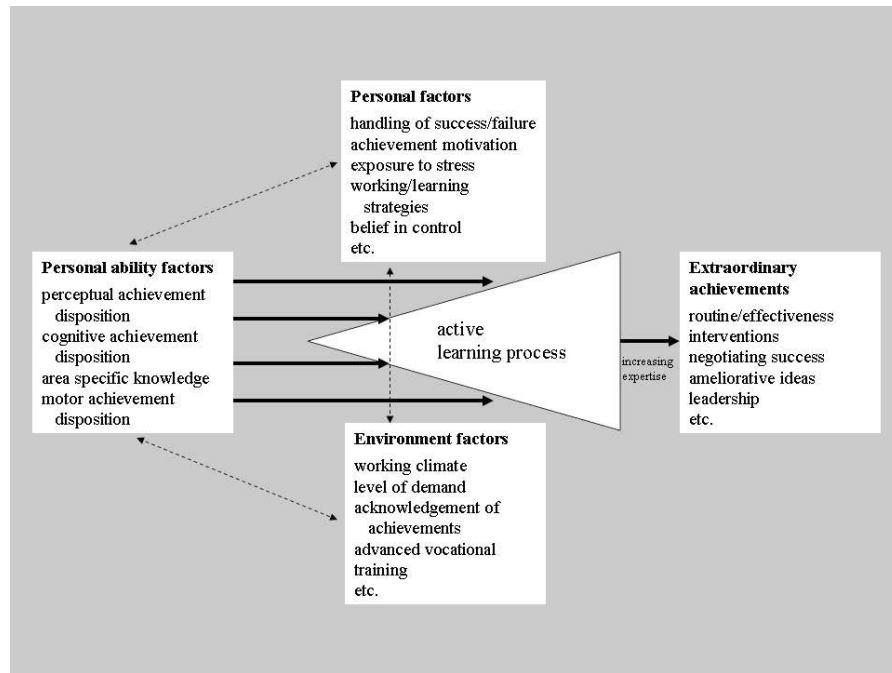 Personal factors
handling of success/failure
achievement motivation
exposure to stress
working/learning
strategies
belief in control
etc.
Personal ability factors
perceptual achievement
disposition
cognitive achievement
disposition
area specific knowledge
motor achievement
disposition
active
learning process
increasing
expertise
Extraordinary
achievements
routine/effectiveness
interventions
negotiating success
ameliorative ideas
leadership
etc.
Environment factors
working climate
level of demand
acknowledgement of
achievements
advanced vocational
training
etc.